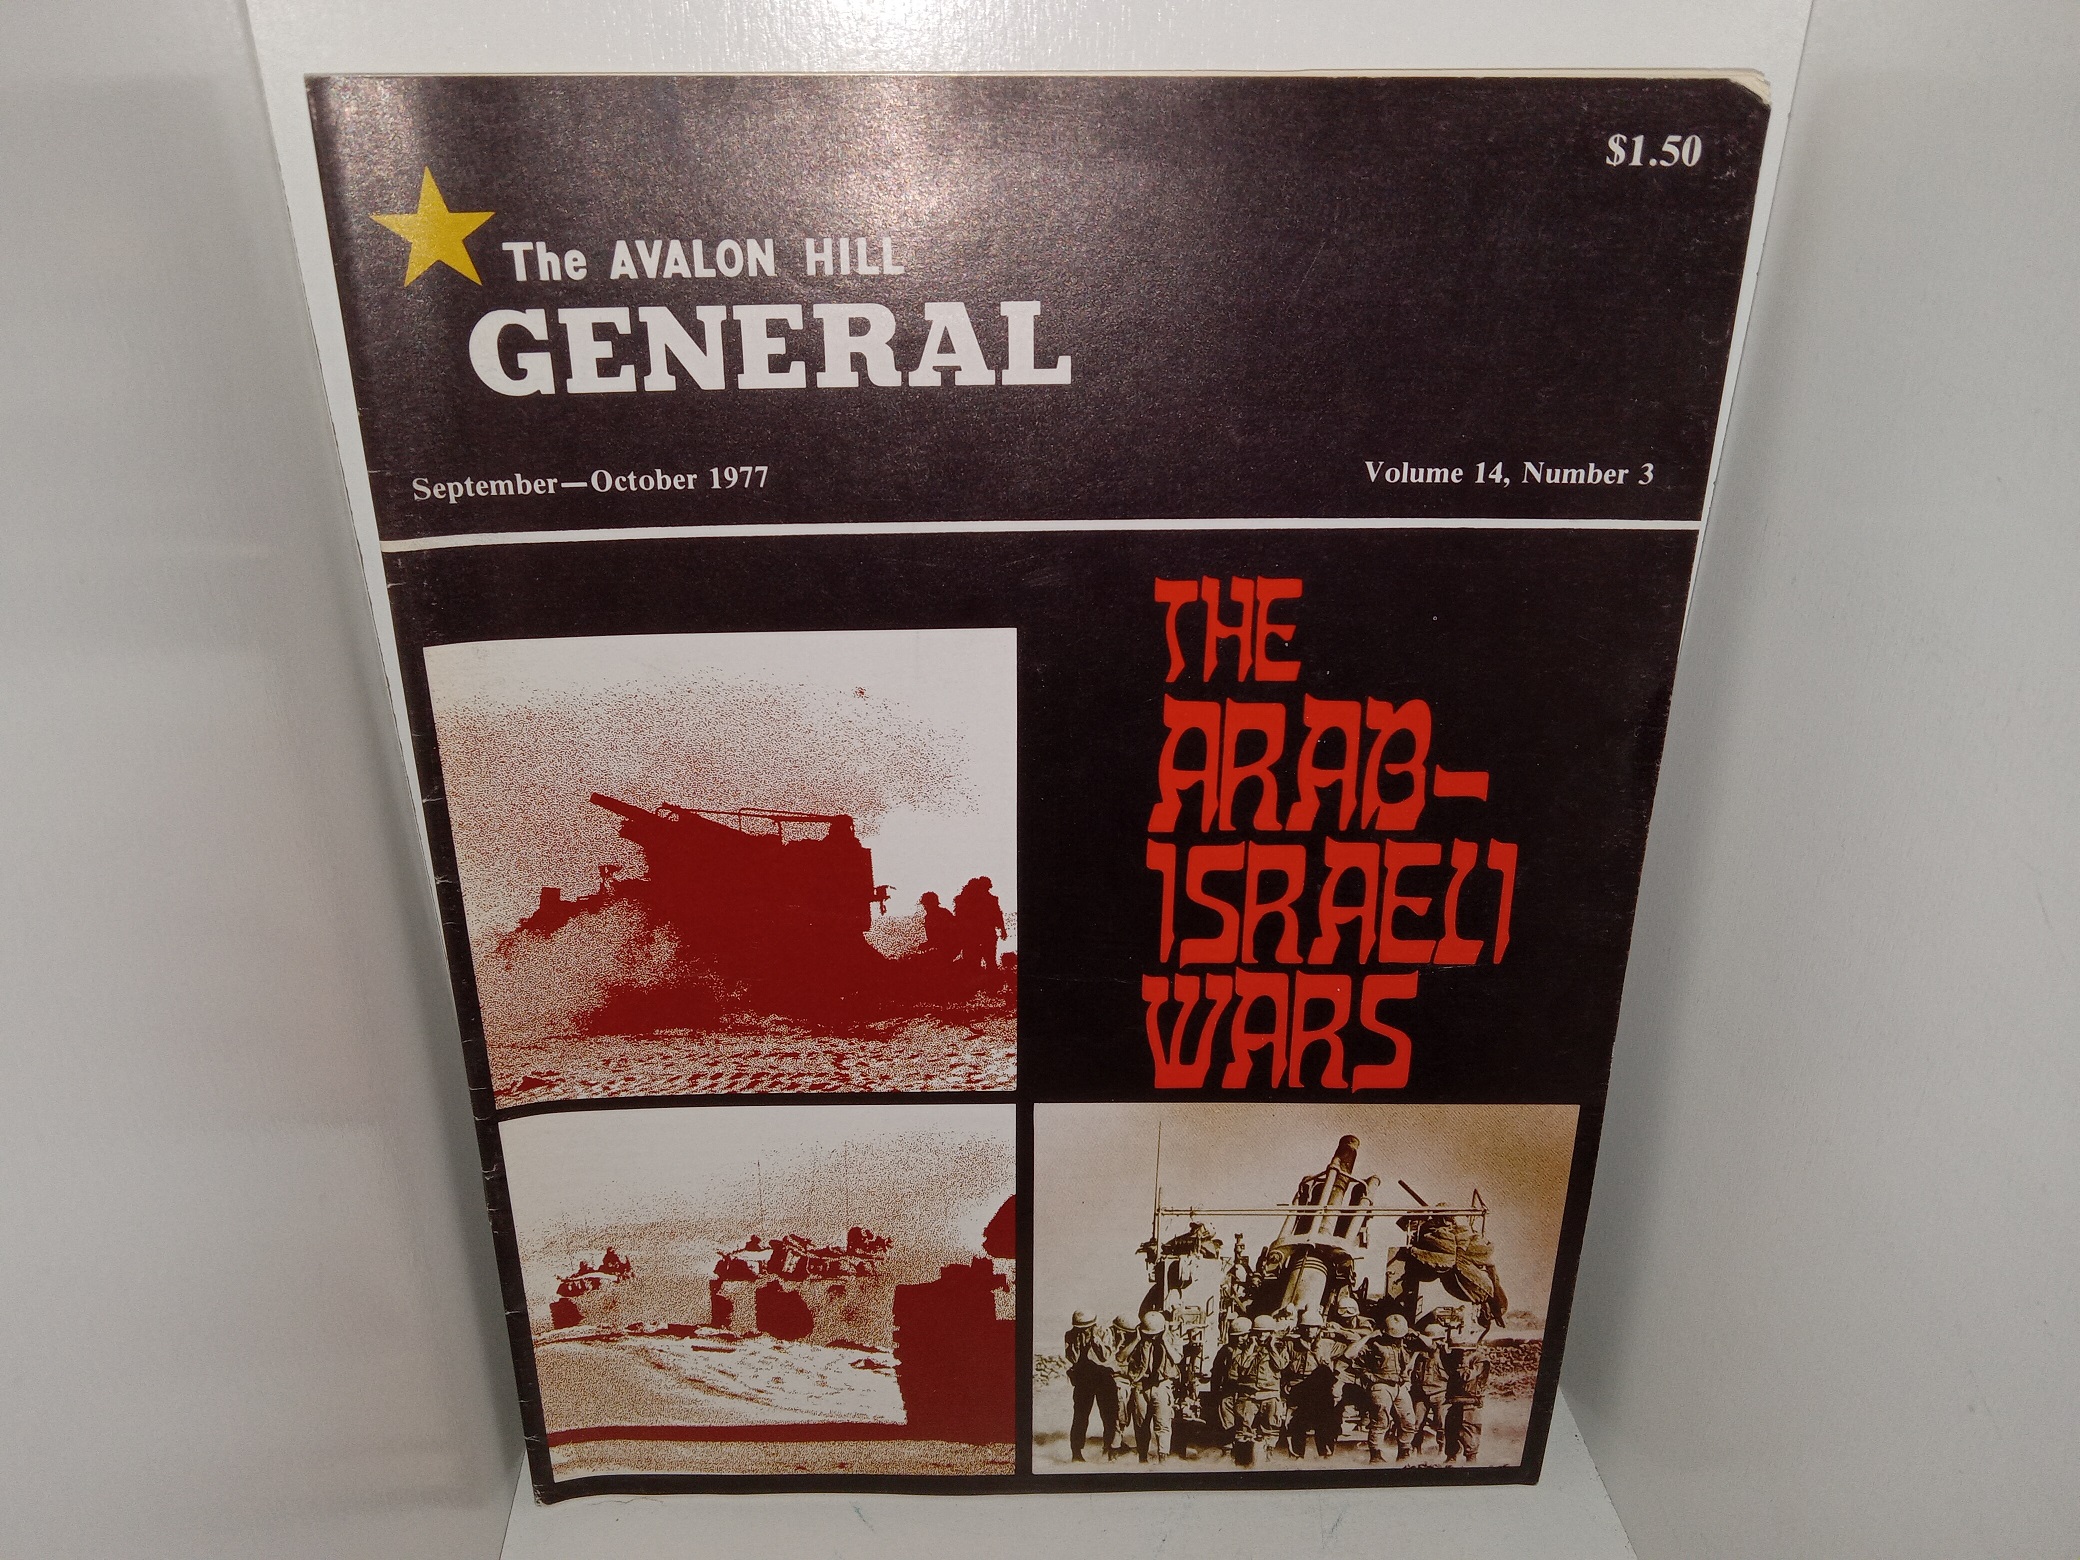 $1.50
The AVALON HILL
GENERAL
September—October 1977
Volume 14, Number 3
THE
ARAB-
ISRAELI
WARS